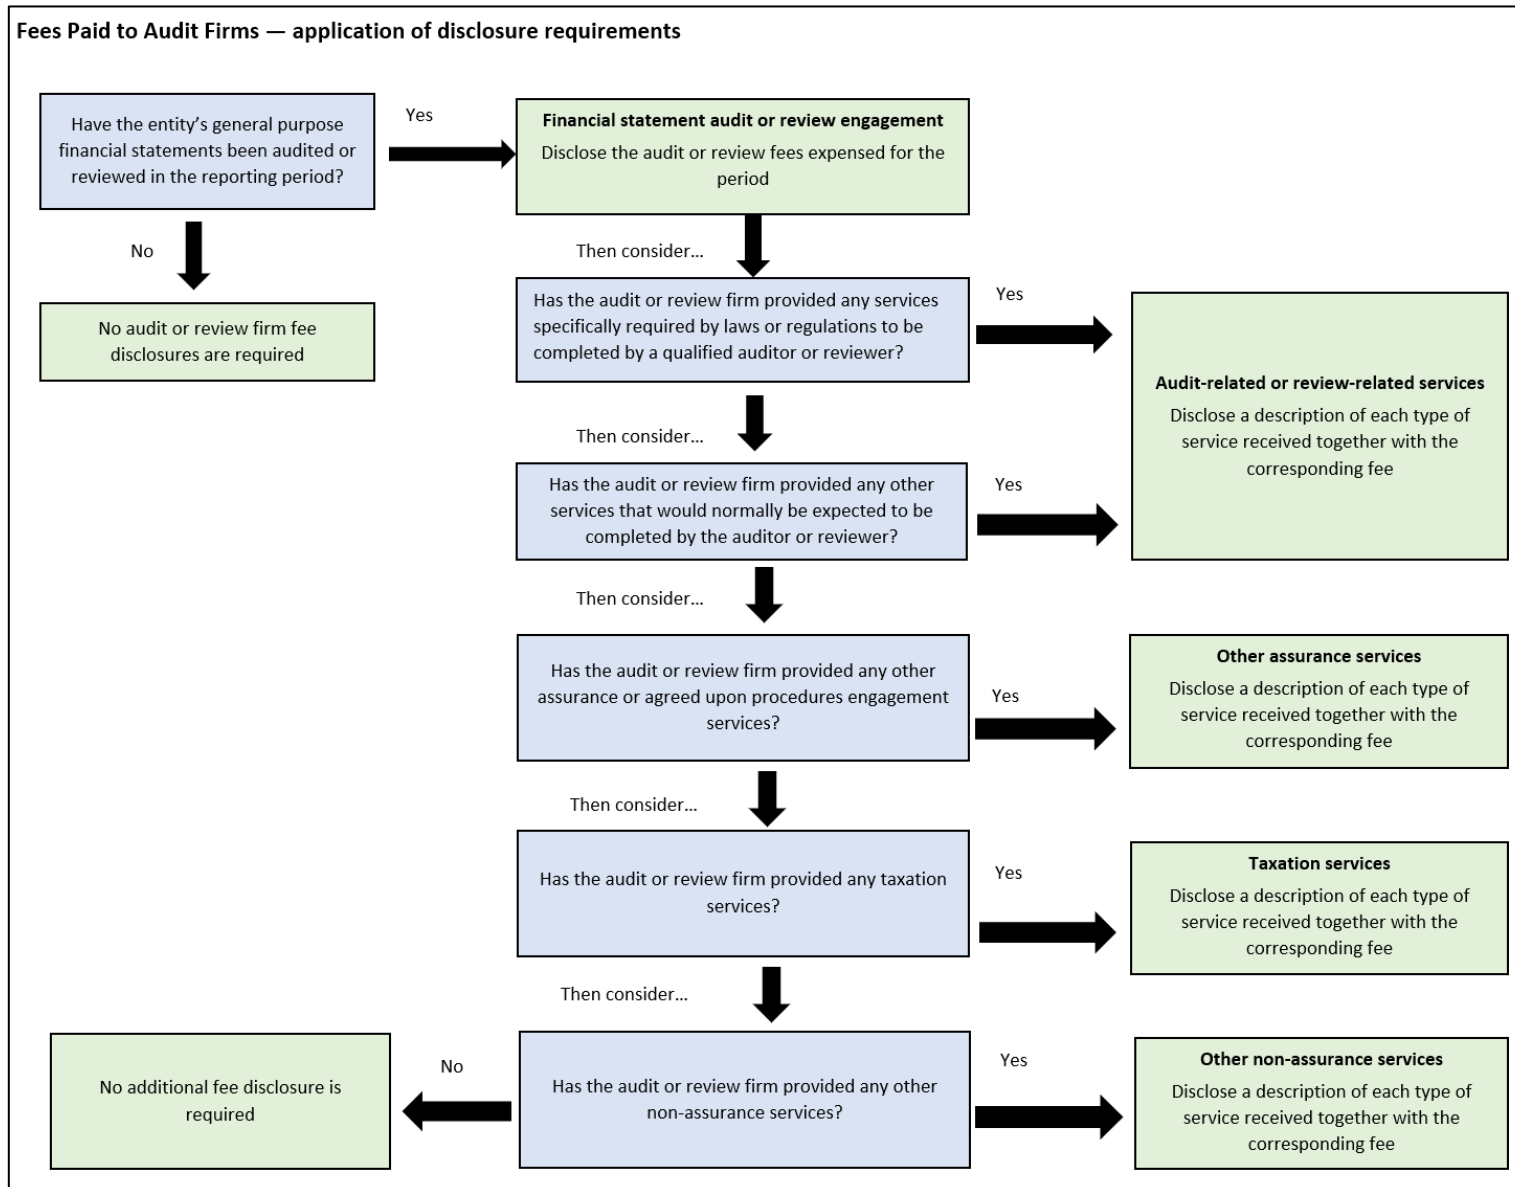 Fees Paid to Audit Firms — application of disclosure requirements
Have the entity’s general purpose
financial statements been audited or
reviewed in the reporting period?
Yes
Financial statement audit or review engagement
Disclose the audit or review fees expensed for the
period
No
Then consider…
No audit or review firm fee
disclosures are required
Has the audit or review firm provided any services
specifically required by laws or regulations to be
completed by a qualified auditor or reviewer?
Yes
Audit-related or review-related services
Disclose a description of each type of
service received together with the
corresponding fee
Then consider…
Has the audit or review firm provided any other
services that would normally be expected to be
completed by the auditor or reviewer?
Yes
Then consider…
Has the audit or review firm provided any other
assurance or agreed upon procedures engagement
services?
Yes
Other assurance services
Disclose a description of each type of
service received together with the
corresponding fee
Then consider…
Has the audit or review firm provided any taxation
services?
Yes
Taxation services
Disclose a description of each type of
service received together with the
corresponding fee
Then consider…
Has the audit or review firm provided any other
non-assurance services?
No
No additional fee disclosure is
required
Yes
Other non-assurance services
Disclose a description of each type of
service received together with the
corresponding fee